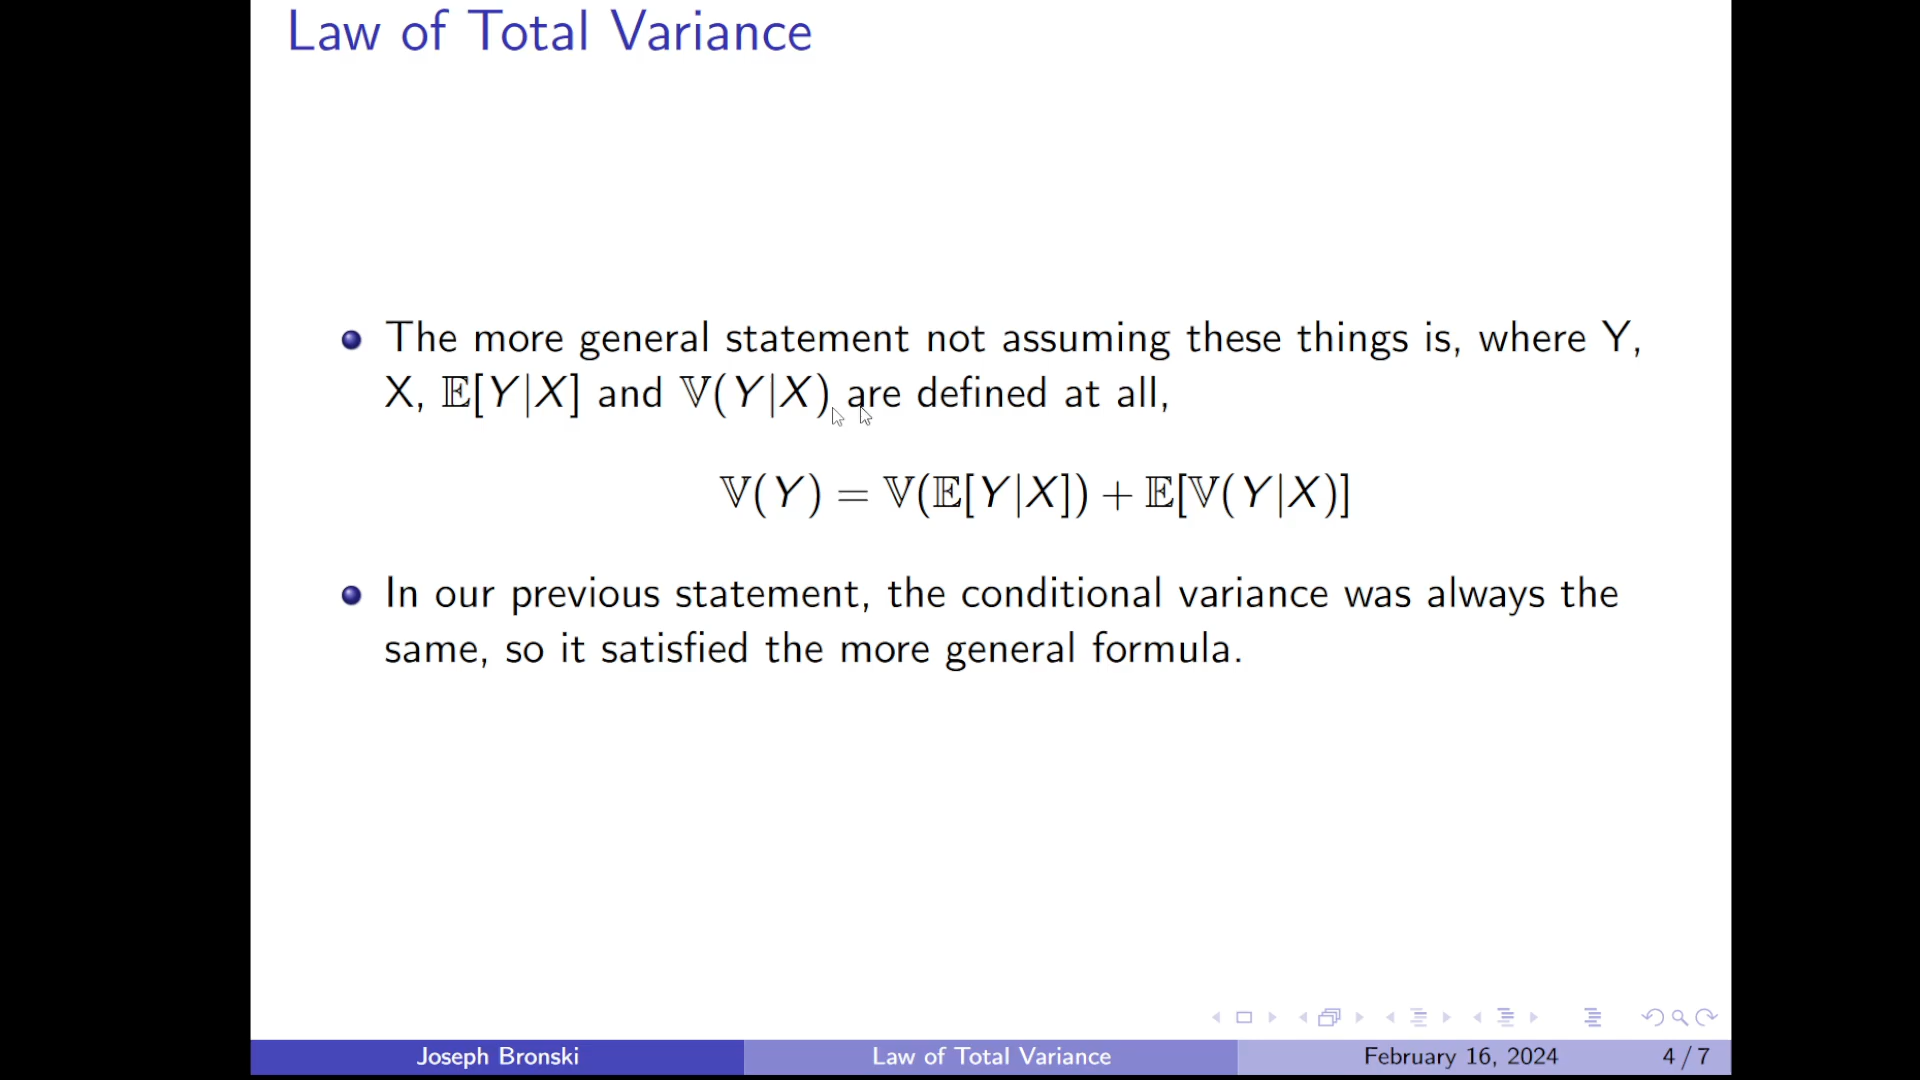 Law of Total Variance
The more general statement not assuming these things is, where Y,
X, 𝔼[Y|X] and 𝕍(Y|X) are defined at all,
𝕍(Y) = 𝕍(𝔼[Y|X]) + 𝔼[𝕍(Y|X)]
In our previous statement, the conditional variance was always the
same, so it satisfied the more general formula.
Joseph Bronski Law of Total Variance February 16, 2024 4 / 7